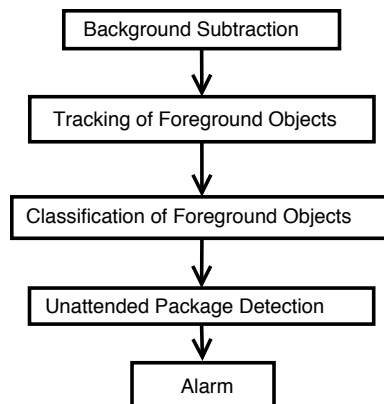 Background Subtraction
Tracking of Foreground Objects
Classification of Foreground Objects
Unattended Package Detection
Alarm